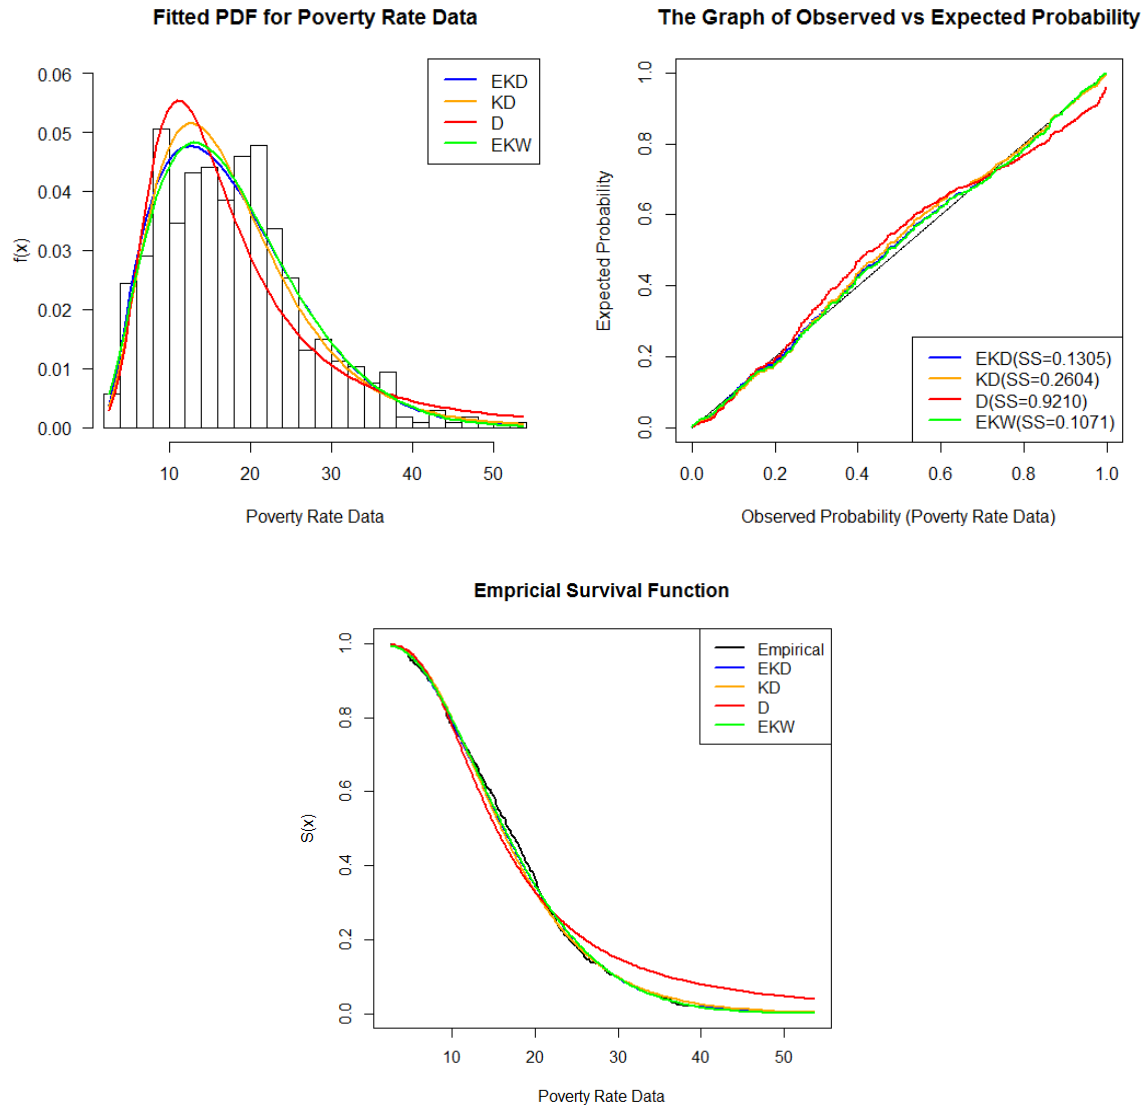 Fitted PDF for Poverty Rate Data
f(x)
0.06
0.05
0.04
0.03
0.02
0.01
0.00
EKD
KD
D
EKW
10 20 30 40 50
Poverty Rate Data
The Graph of Observed vs Expected Probability
Expected Probability
1.0
0.8
0.6
0.4
0.2
0.0
EKD(SS=0.1305)
KD(SS=0.2604)
D(SS=0.9210)
EKW(SS=0.1071)
0.0 0.2 0.4 0.6 0.8 1.0
Observed Probability (Poverty Rate Data)
Empricial Survival Function
S(x)
1.0
0.8
0.6
0.4
0.2
0.0
Empirical
EKD
KD
D
EKW
10 20 30 40 50
Poverty Rate Data